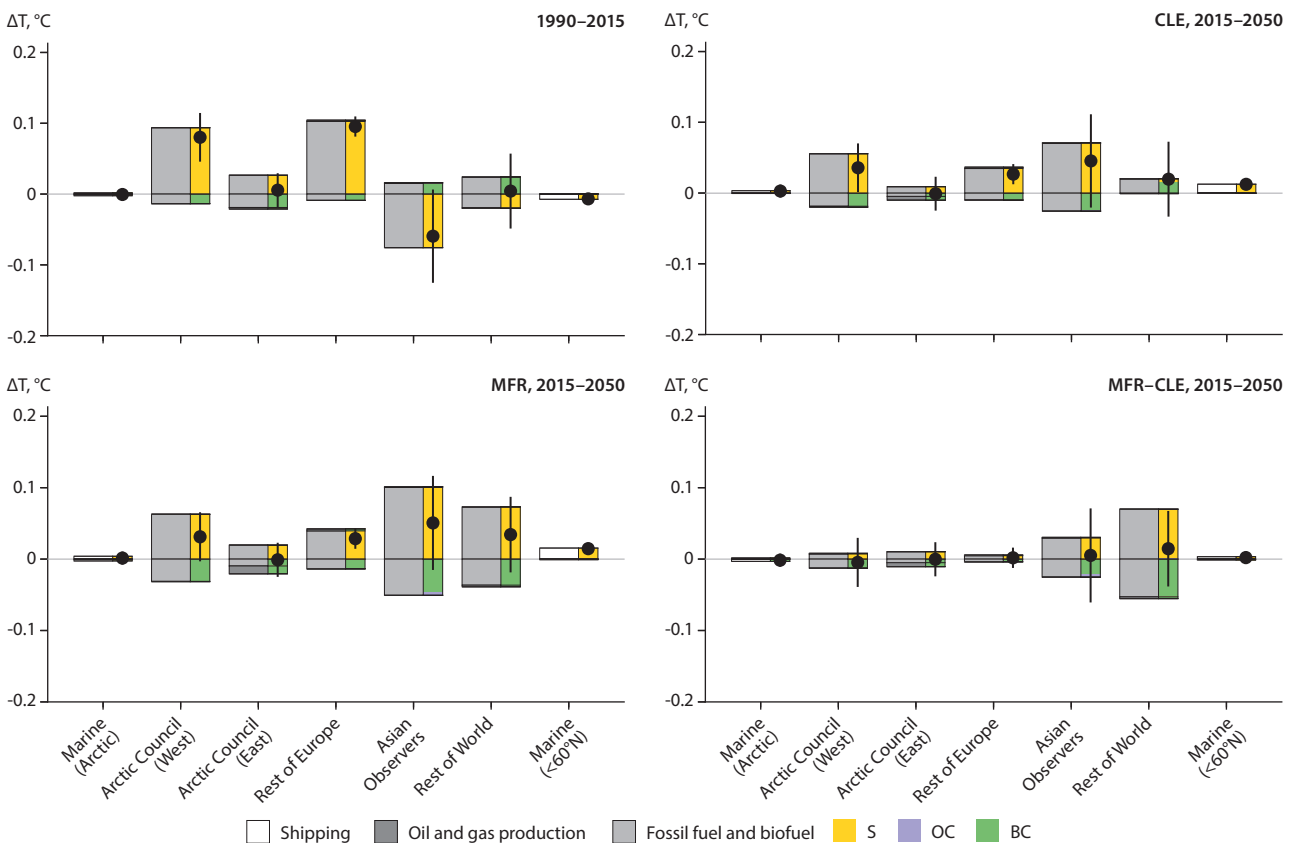 ΔT, °C
1990–2015
0.2
0.1
0
-0.1
-0.2
ΔT, °C
CLE, 2015–2050
0.2
0.1
0
-0.1
-0.2
ΔT, °C
MFR, 2015–2050
0.2
0.1
0
-0.1
-0.2
Marine
(Arctic)
Arctic Council
(West)
Arctic Council
(East)
Rest of Europe
Asian
Observers
Rest of World
Marine
(<60°N)
ΔT, °C
MFR–CLE, 2015–2050
0.2
0.1
0
-0.1
-0.2
Marine
(Arctic)
Arctic Council
(West)
Arctic Council
(East)
Rest of Europe
Asian
Observers
Rest of World
Marine
(<60°N)
Shipping Oil and gas production Fossil fuel and biofuel S OC BC